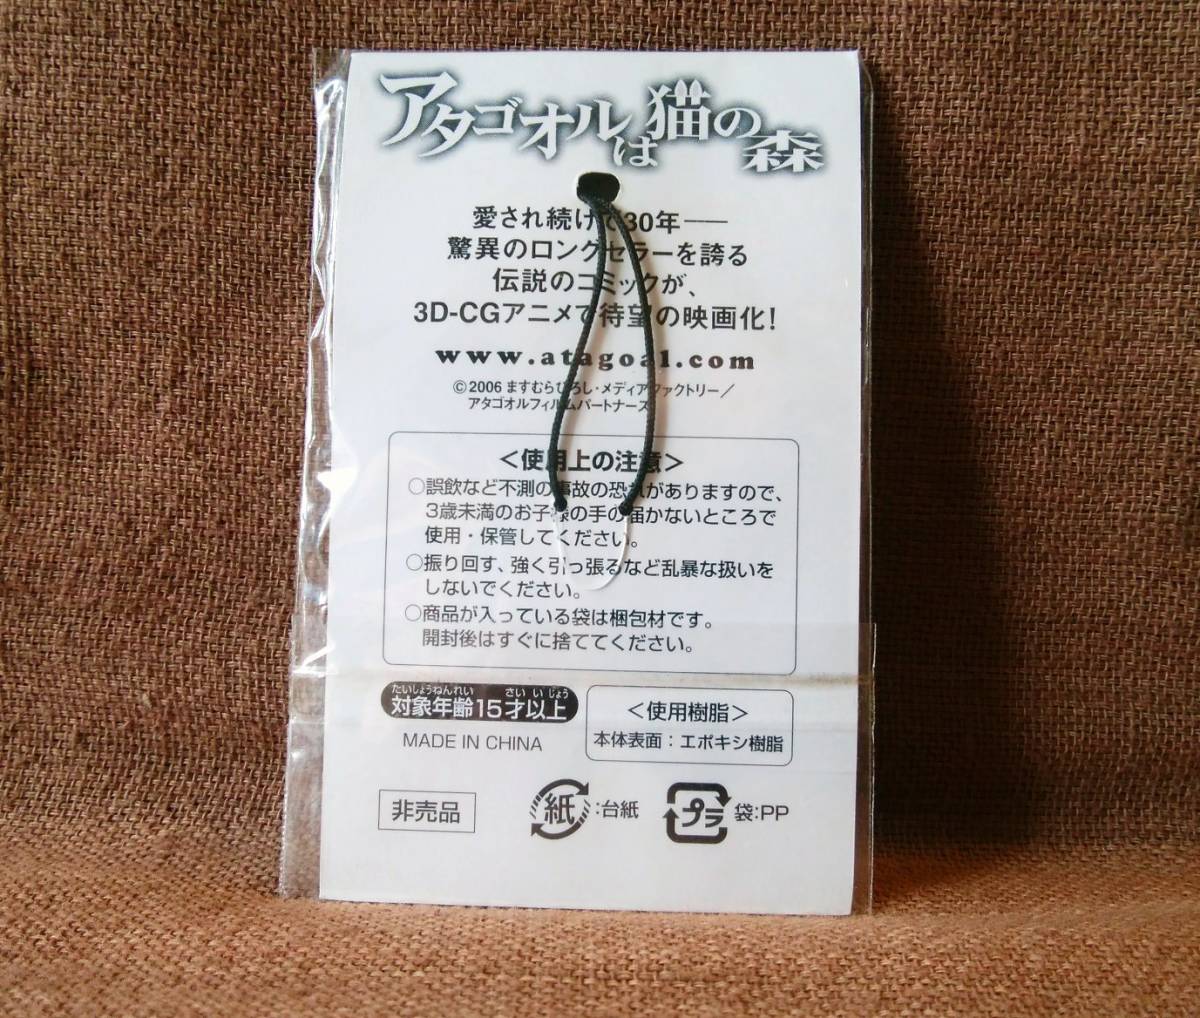 アタゴオルは猫の森
愛され続けて30年――
驚異のロングセラーを誇る
伝説のコミックが、
3D-CGアニメで待望の映画化!
www.atagoal.com
©2006 ますむらひろし・メディアファクトリー／
アタゴオルフィルムパートナーズ
＜使用上の注意＞
○誤飲など不測の事故の恐れがありますので、
3歳未満のお子様の手の届かないところで
使用・保管してください。
○振り回す、強く引っ張るなど乱暴な扱いを
しないでください。
○商品が入っている袋は梱包材です。
開封後はすぐに捨ててください。
たいしょうねんれい さいいじょう
対象年齢15才以上
MADE IN CHINA
＜使用樹脂＞
本体表面：エポキシ樹脂
非売品
紙:台紙
プラ 袋:PP